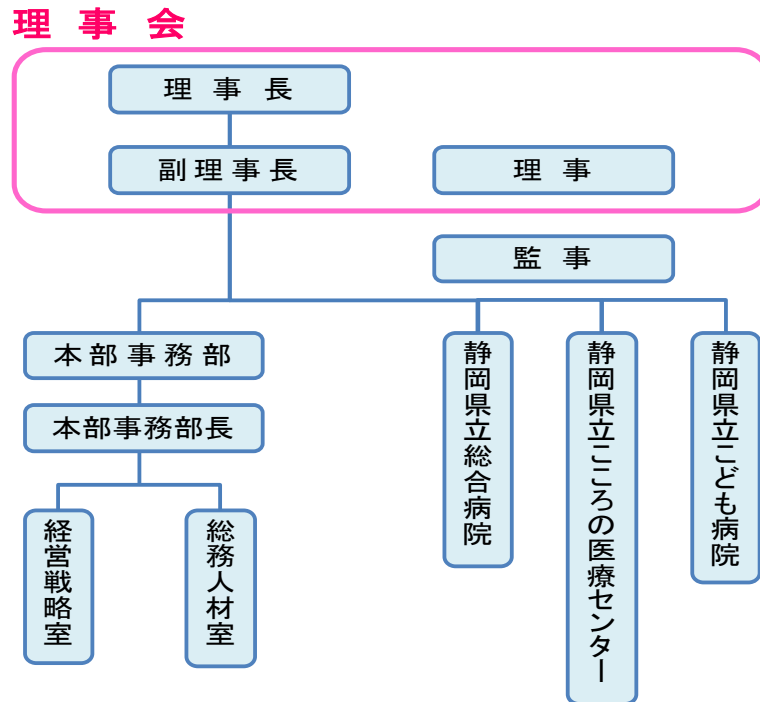 理事会
理事長
副理事長
理事
監事
本部事務部
本部事務部長
経営戦略室
総務人材室
静岡県立総合病院
静岡県立こころの医療センター
静岡県立こども病院